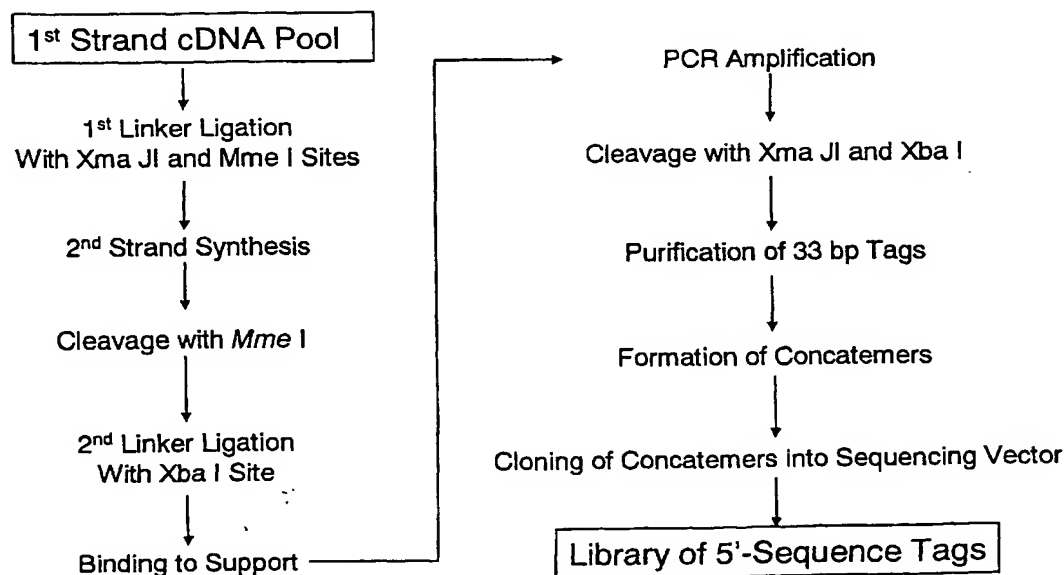 1st Strand cDNA Pool
1st Linker Ligation
With Xma JI and Mme I Sites
2nd Strand Synthesis
Cleavage with Mme I
2nd Linker Ligation
With Xba I Site
Binding to Support
PCR Amplification
Cleavage with Xma JI and Xba I
Purification of 33 bp Tags
Formation of Concatemers
Cloning of Concatemers into Sequencing Vector
Library of 5'-Sequence Tags